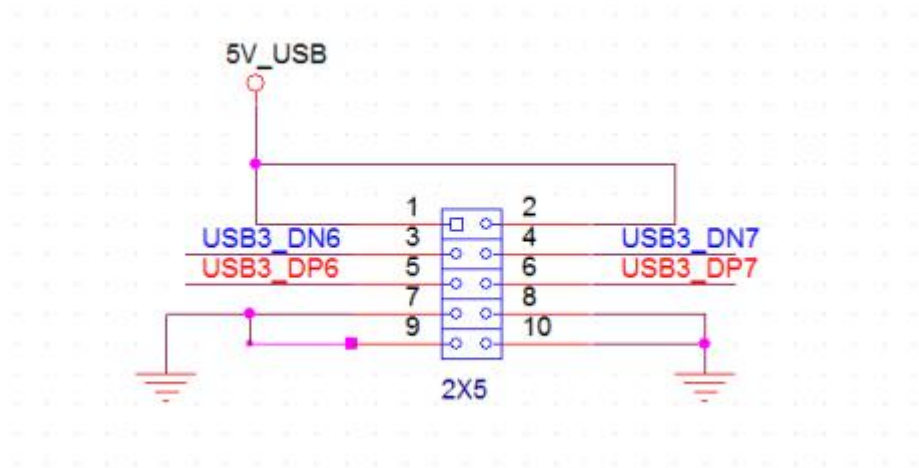 5V_USB
1 2
USB3_DN6 3 4 USB3_DN7
USB3_DP6 5 6 USB3_DP7
7 8
9 10
2X5